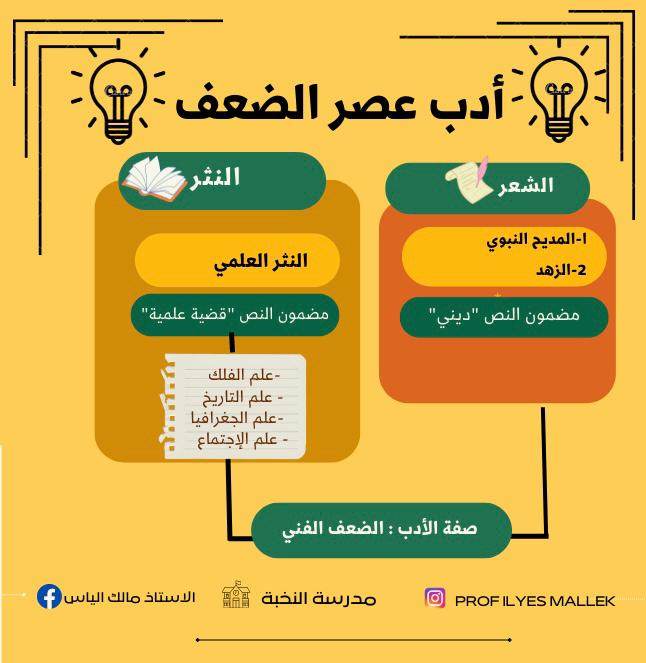 أدب عصر الضعف
الشعر
1-المديح النبوي
2-الزهد
مضمون النص "ديني"
النثر
النثر العلمي
مضمون النص "قضية علمية"
-علم الفلك
- علم التاريخ
-علم الجغرافيا
- علم الإجتماع
صفة الأدب : الضعف الفني
PROF ILYES MALLEK
مدرسة النخبة
الاستاذ مالك الياس